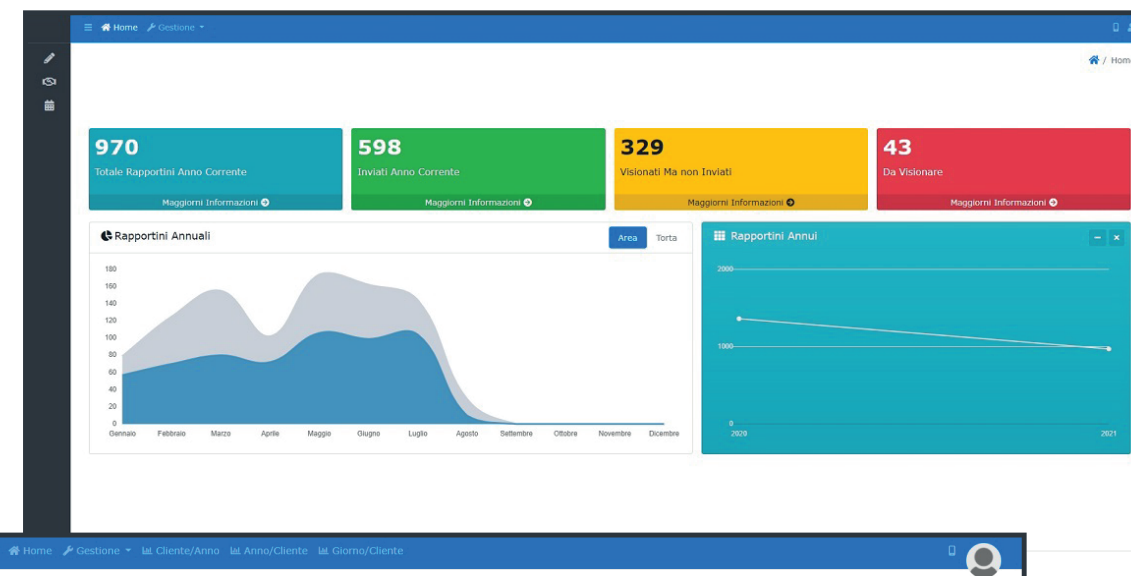 Home Gestione
/ Home
970
Totale Rapportini Anno Corrente
Maggiorni Informazioni
598
Inviati Anno Corrente
Maggiorni Informazioni
329
Visionati Ma non Inviati
Maggiorni Informazioni
43
Da Visionare
Maggiorni Informazioni
Rapportini Annuali
Area Torta
180
160
140
120
100
80
60
40
20
0
Gennaio Febbraio Marzo Aprile Maggio Giugno Luglio Agosto Settembre Ottobre Novembre Dicembre
Rapportini Annui
2000
1000
0
2020 2021
Home Gestione Cliente/Anno Anno/Cliente Giorno/Cliente